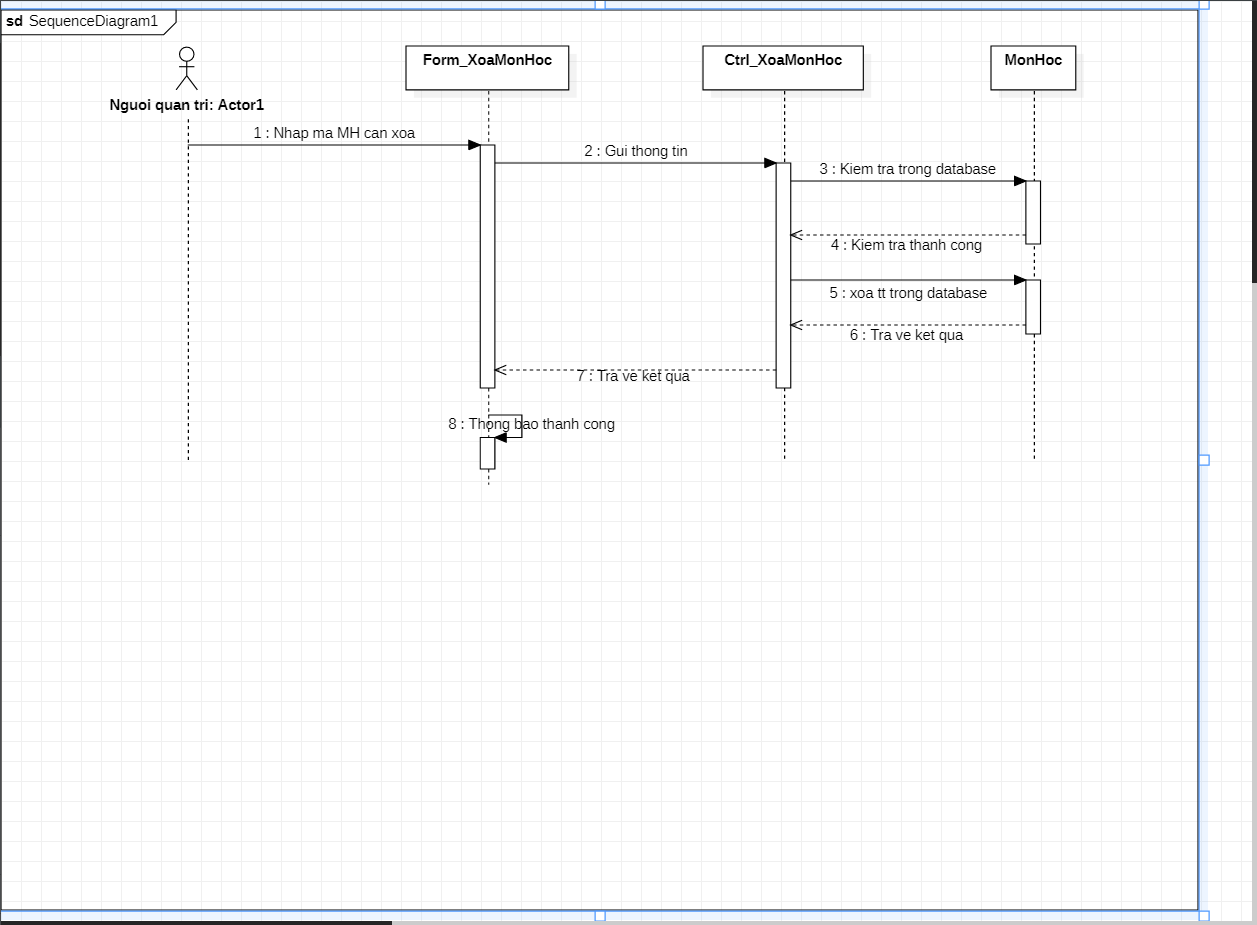 sd SequenceDiagram1
Form_XoaMonHoc
Ctrl_XoaMonHoc
MonHoc
Nguoi quan tri: Actor1
1 : Nhap ma MH can xoa
2 : Gui thong tin
3 : Kiem tra trong database
4 : Kiem tra thanh cong
5 : xoa tt trong database
6 : Tra ve ket qua
7 : Tra ve ket qua
8 : Thong bao thanh cong